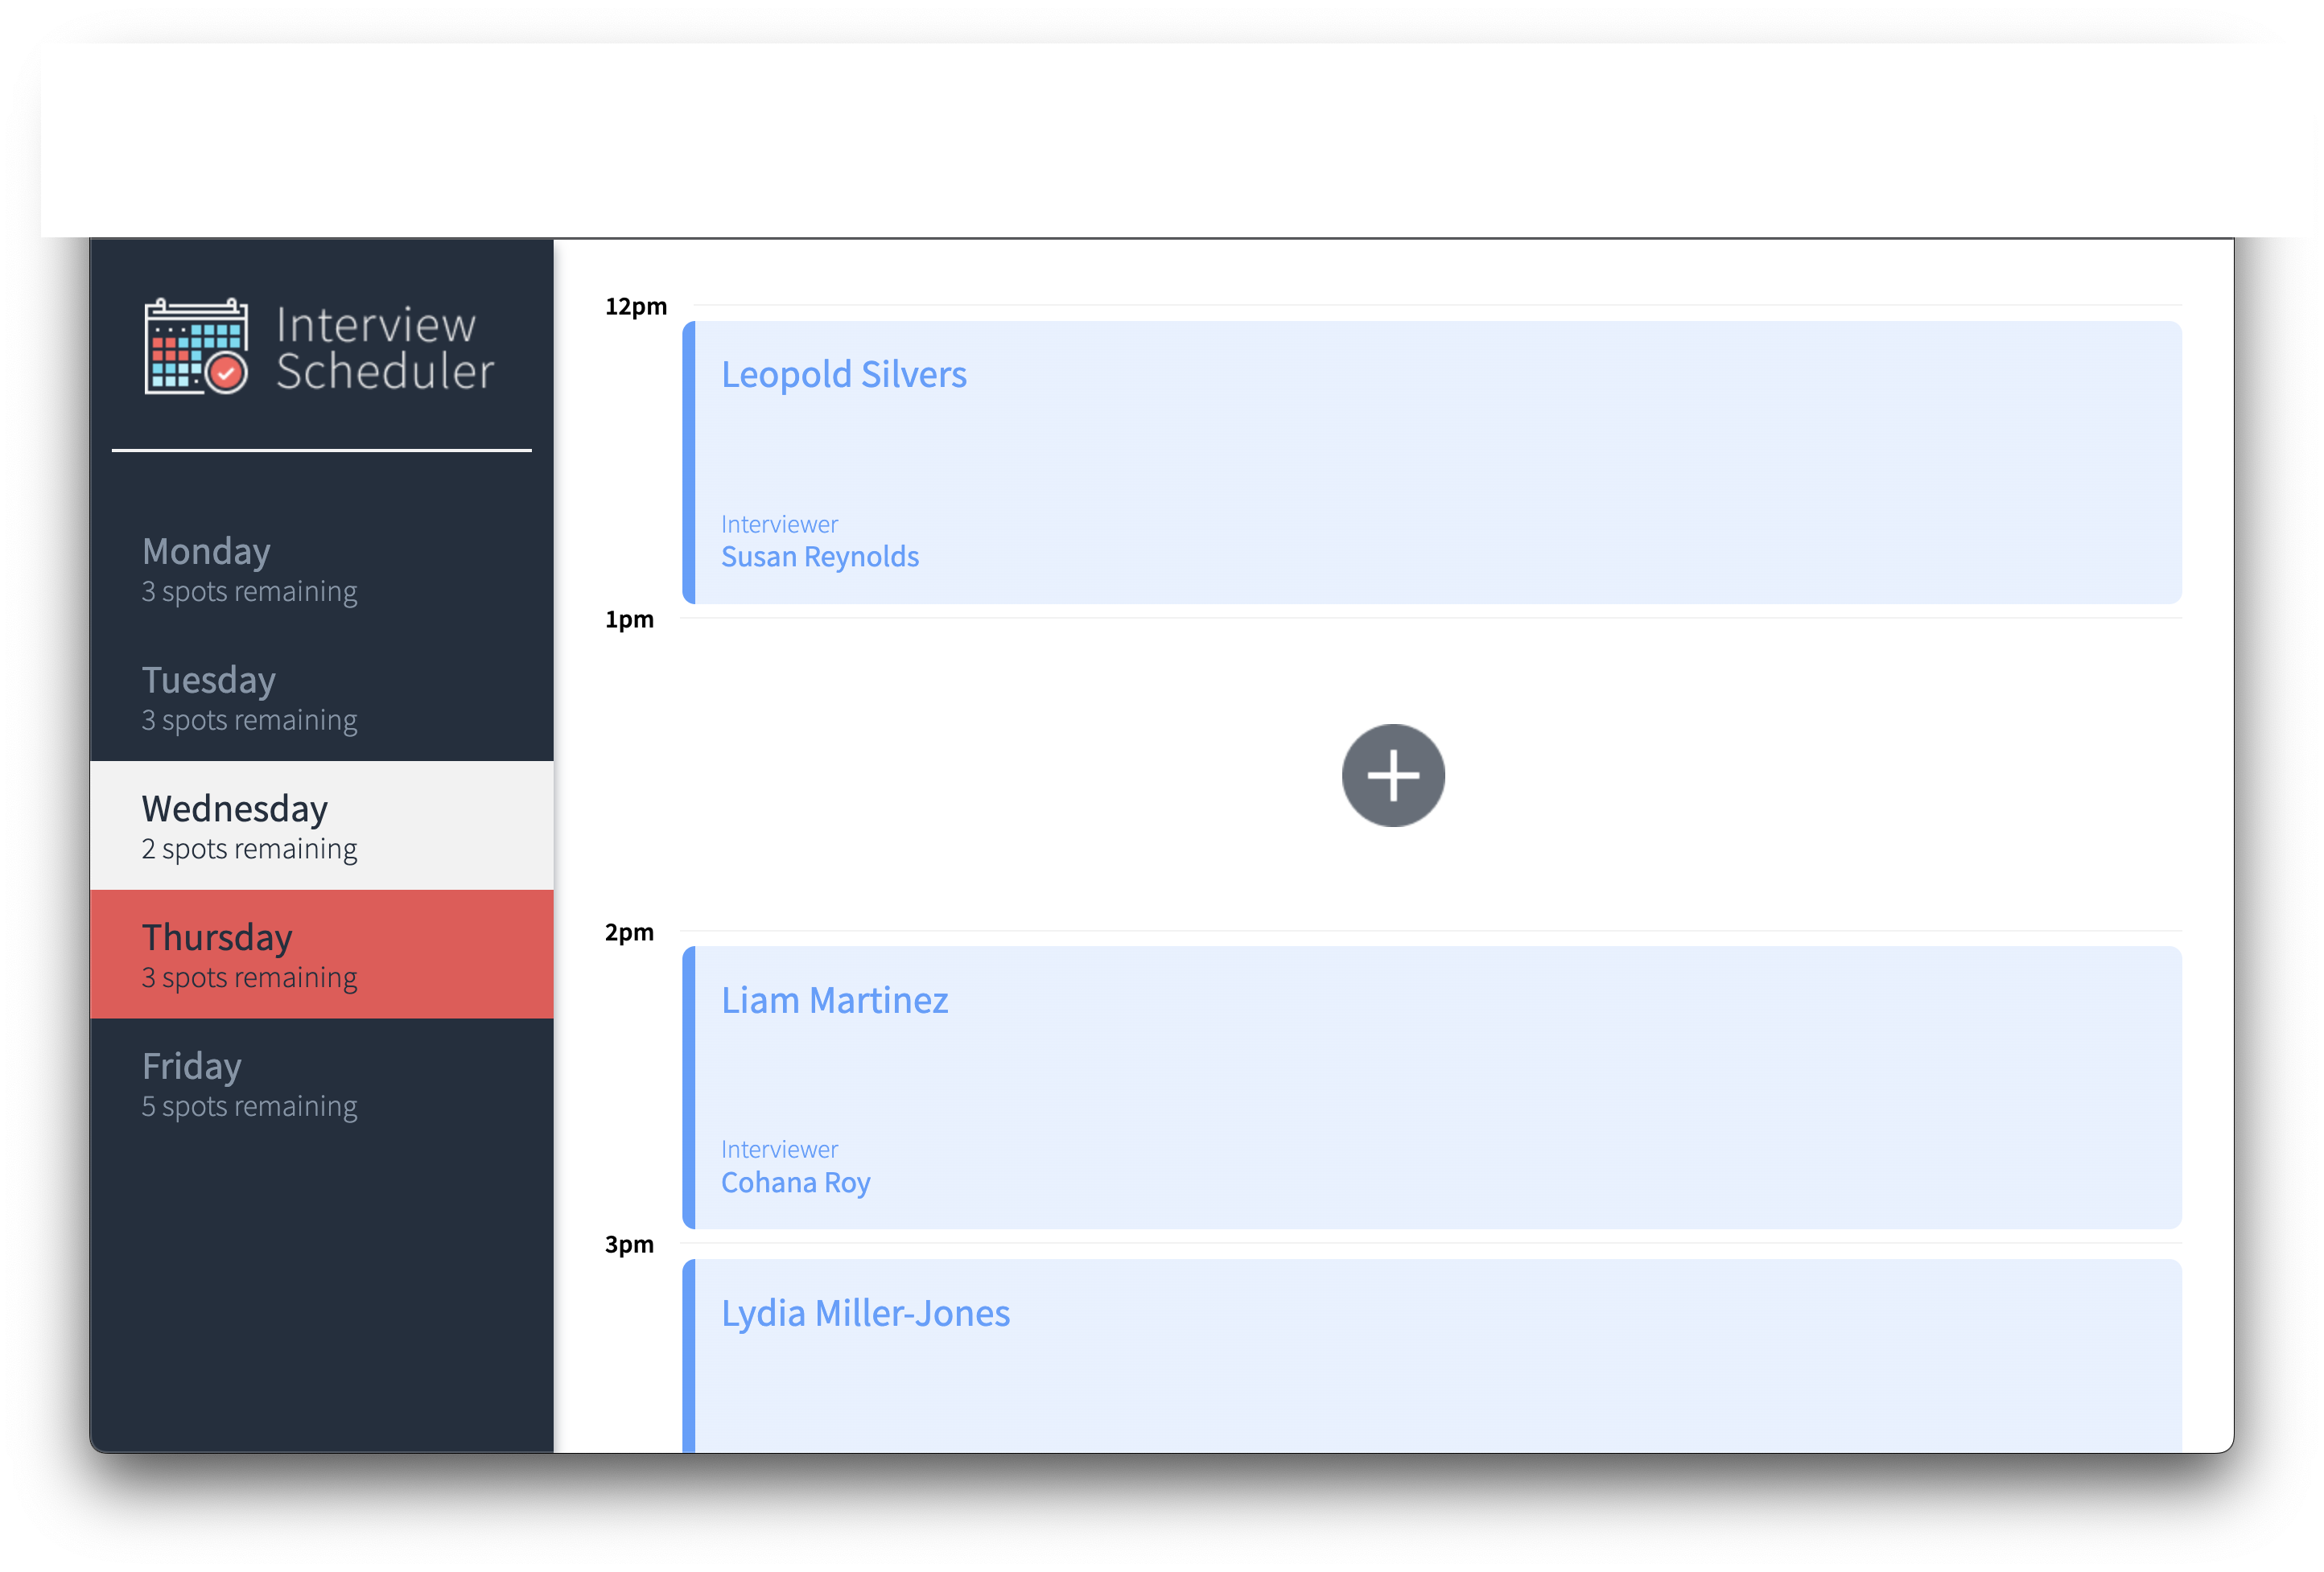 Interview
Scheduler
Monday
3 spots remaining
Tuesday
3 spots remaining
Wednesday
2 spots remaining
Thursday
3 spots remaining
Friday
5 spots remaining
12pm
Leopold Silvers
Interviewer
Susan Reynolds
1pm
2pm
Liam Martinez
Interviewer
Cohana Roy
3pm
Lydia Miller-Jones